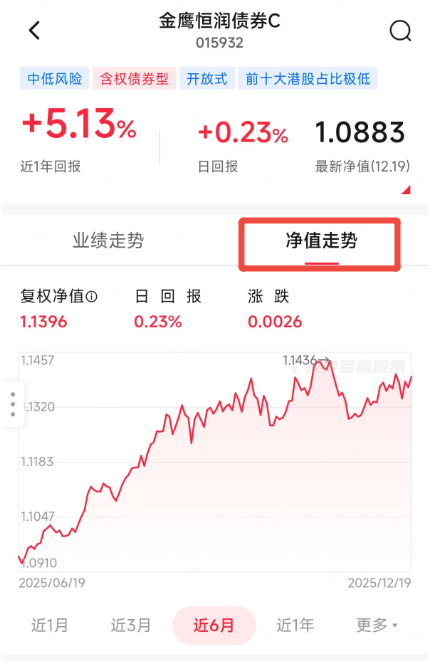 金鹰恒润债券C
015932
中低风险 含权债券型 开放式 前十大港股占比极低
+5.13% +0.23% 1.0883
近1年回报 日回报 最新净值(12.19)
业绩走势 净值走势
复权净值 日回报 涨跌
1.1396 0.23% 0.0026
1.1457 1.1436→
1.1320
1.1183
1.1047
1.0910
2025/06/19 2025/12/19
近1月 近3月 近6月 近1年 更多